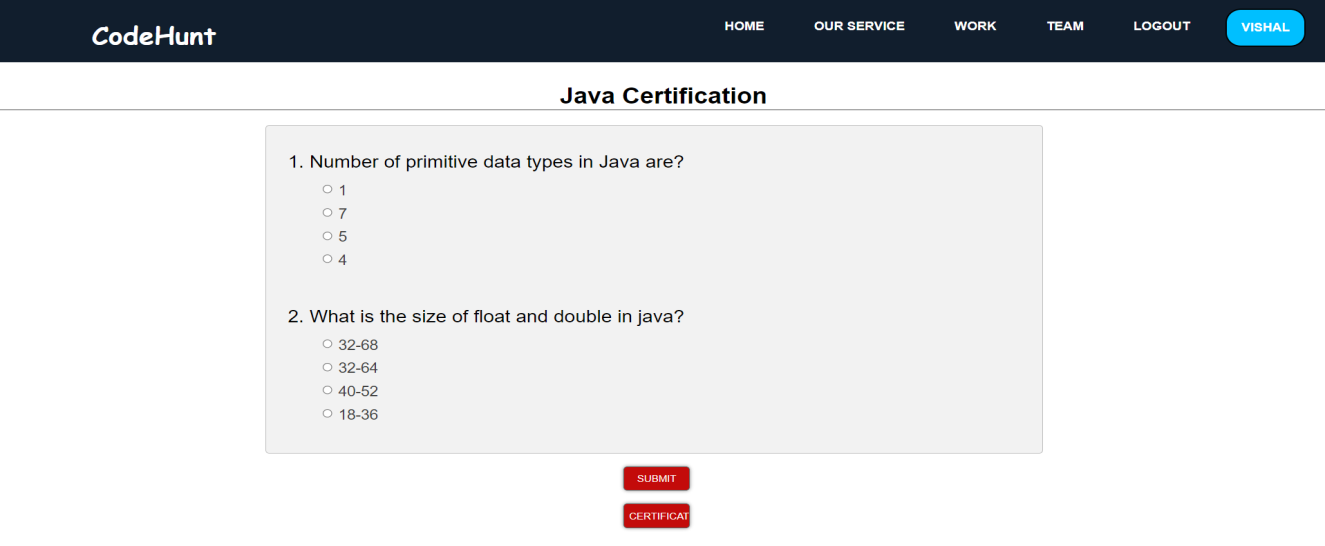 CodeHunt
HOME OUR SERVICE WORK TEAM LOGOUT VISHAL
Java Certification
1. Number of primitive data types in Java are?
1
7
5
4
2. What is the size of float and double in java?
32-68
32-64
40-52
18-36
SUBMIT
CERTIFICAT